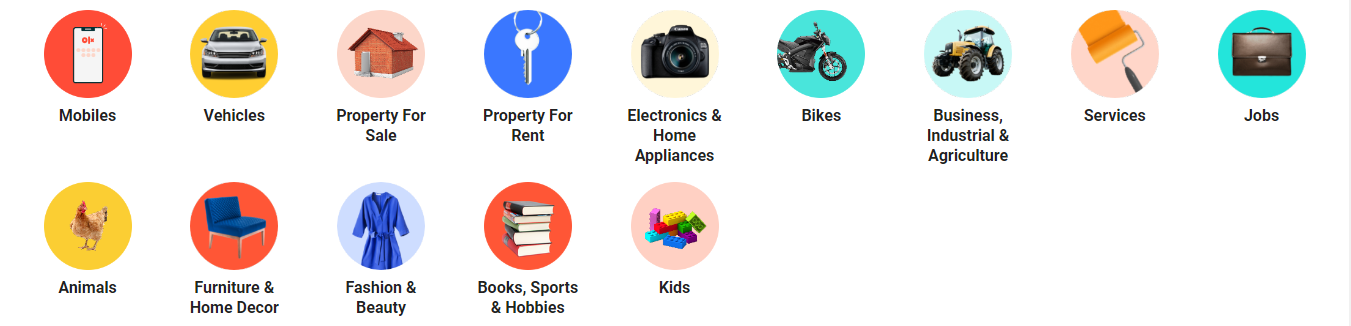 Mobiles
Vehicles
Property For
Sale
Property For
Rent
Canon
Electronics &
Home
Appliances
Bikes
Business,
Industrial &
Agriculture
Services
Jobs
Animals
Furniture &
Home Decor
Fashion &
Beauty
Books, Sports
& Hobbies
Kids